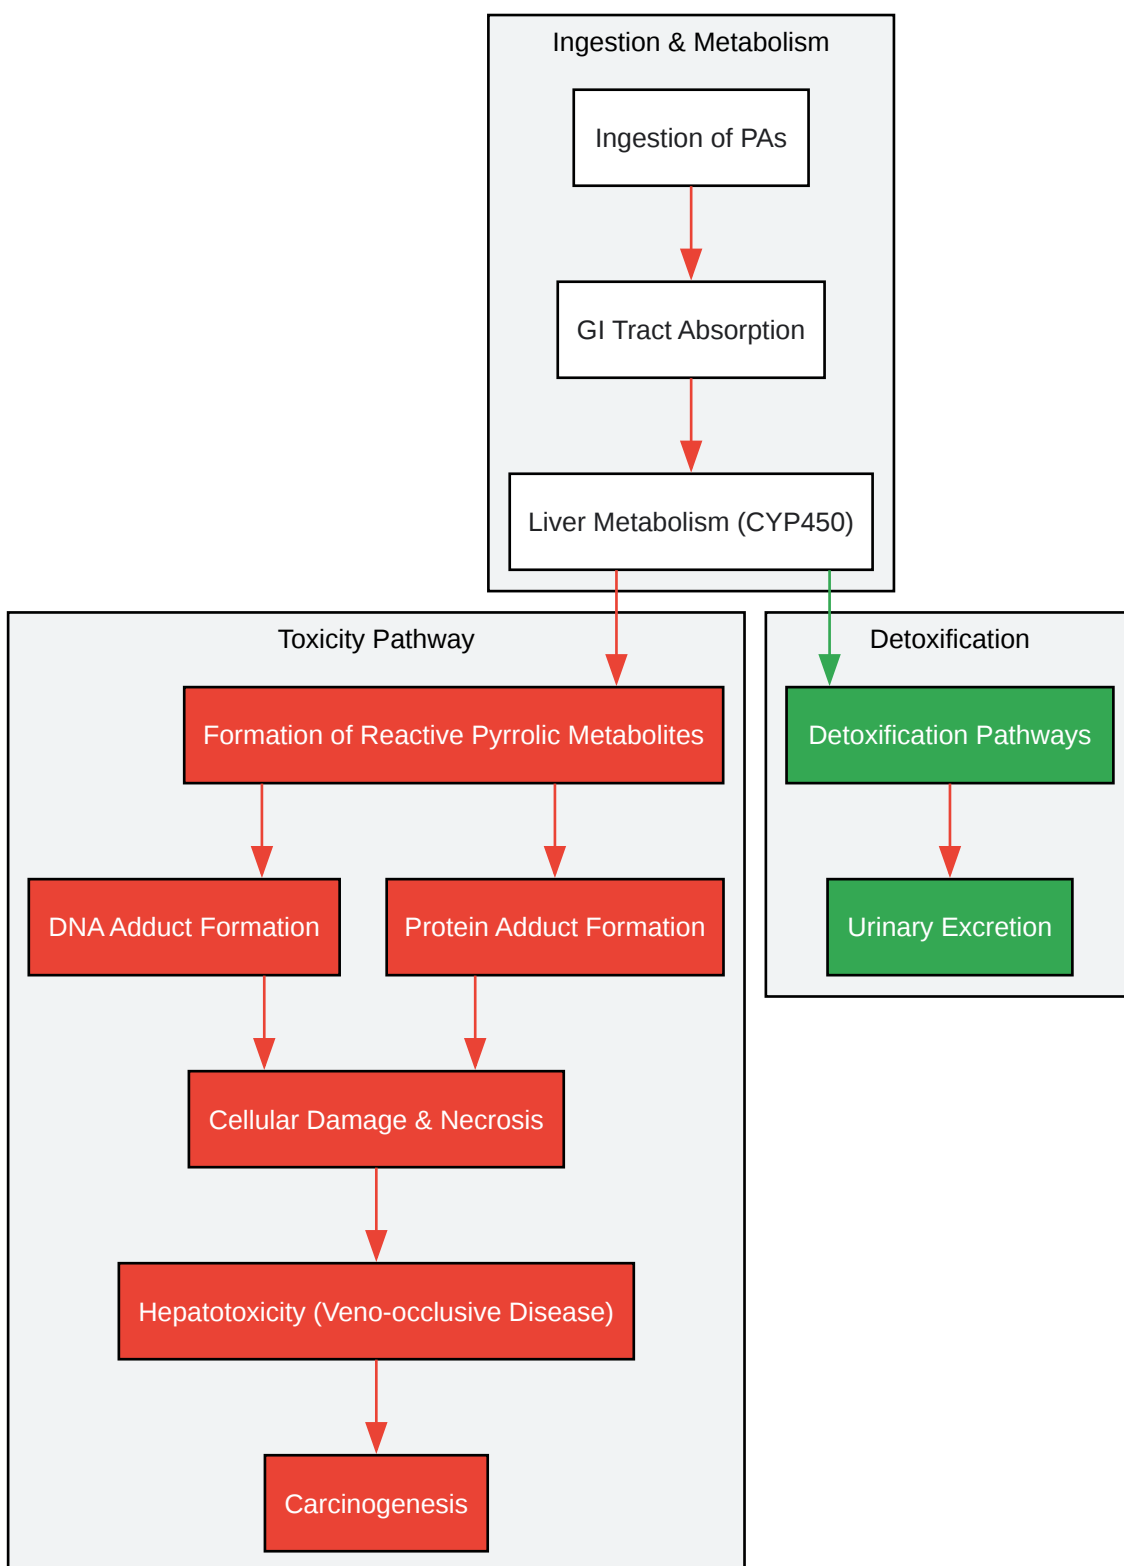 Ingestion & Metabolism
Ingestion of PAs
GI Tract Absorption
Liver Metabolism (CYP450)
Toxicity Pathway
Formation of Reactive Pyrrolic Metabolites
DNA Adduct Formation
Protein Adduct Formation
Cellular Damage & Necrosis
Hepatotoxicity (Veno-occlusive Disease)
Carcinogenesis
Detoxification
Detoxification Pathways
Urinary Excretion